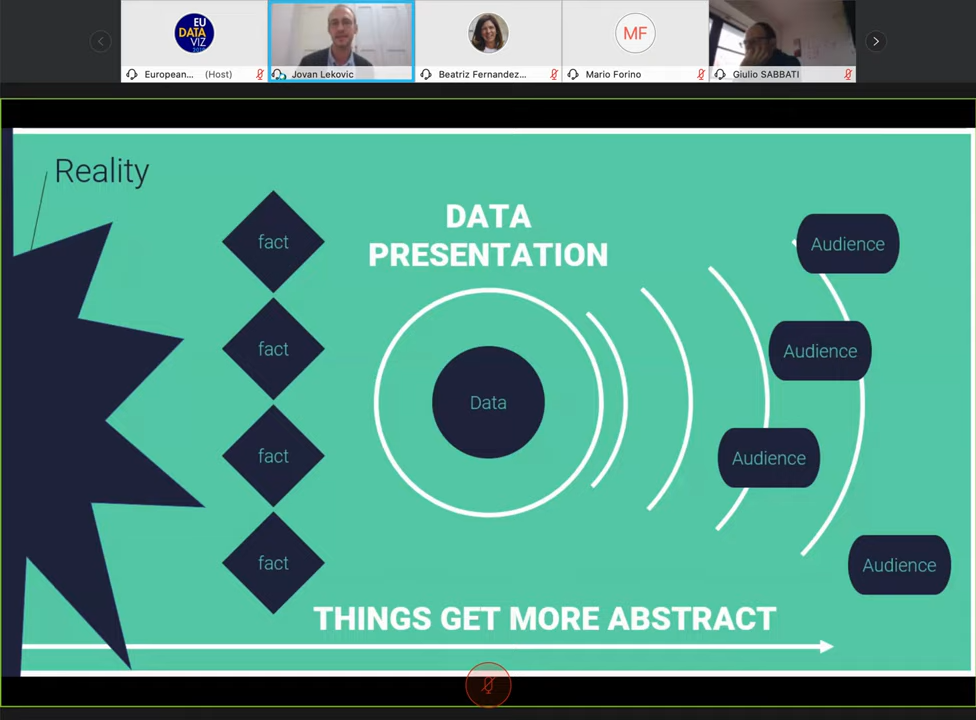 EU
DATA
VIZ
European... (Host)
Jovan Lekovic
Beatriz Fernandez...
MF
Mario Forino
Giulio SABBATI
Reality
fact
fact
fact
fact
DATA
PRESENTATION
Data
Audience
Audience
Audience
Audience
THINGS GET MORE ABSTRACT